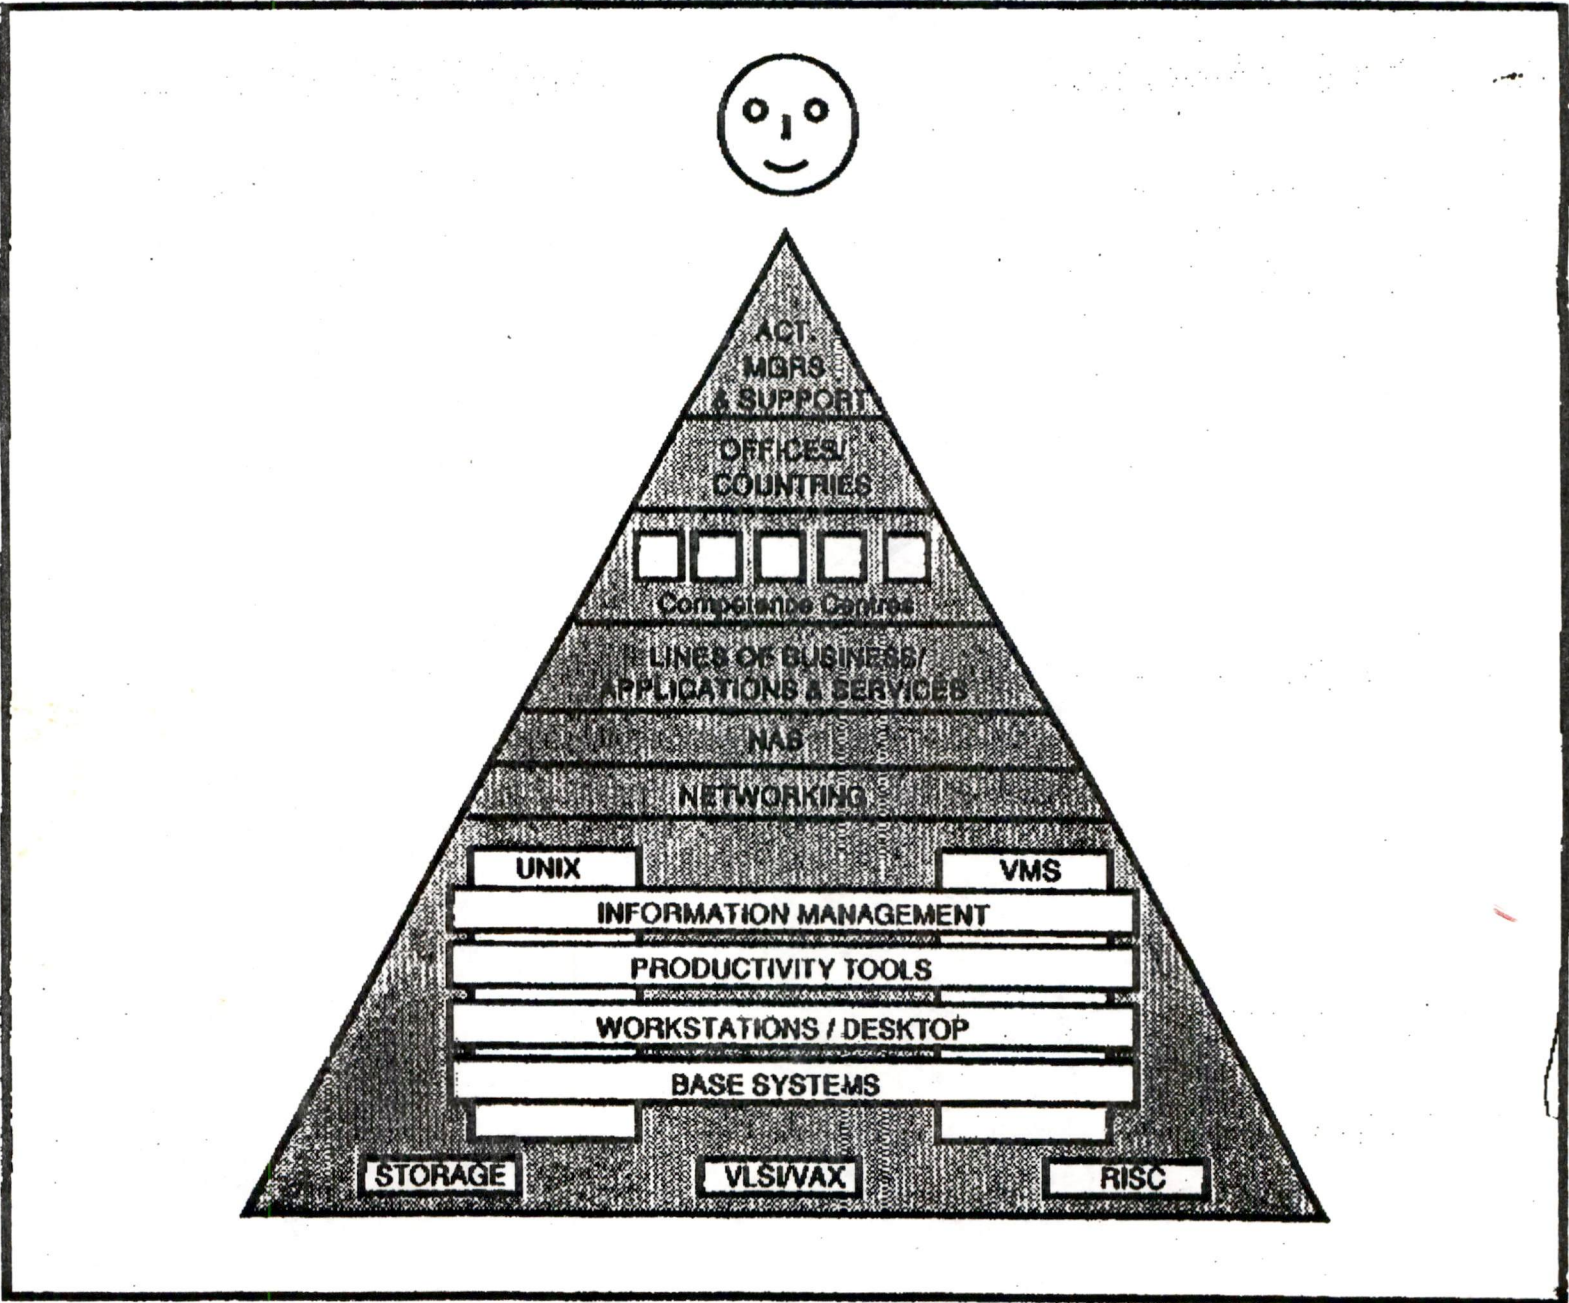 ACT.
MGRS
& SUPPORT
OFFICES/
COUNTRIES
Competence Centres
LINES OF BUSINESS/
APPLICATIONS & SERVICES
NAS
NETWORKING
UNIX
VMS
INFORMATION MANAGEMENT
PRODUCTIVITY TOOLS
WORKSTATIONS / DESKTOP
BASE SYSTEMS
STORAGE
VLSI/VAX
RISC